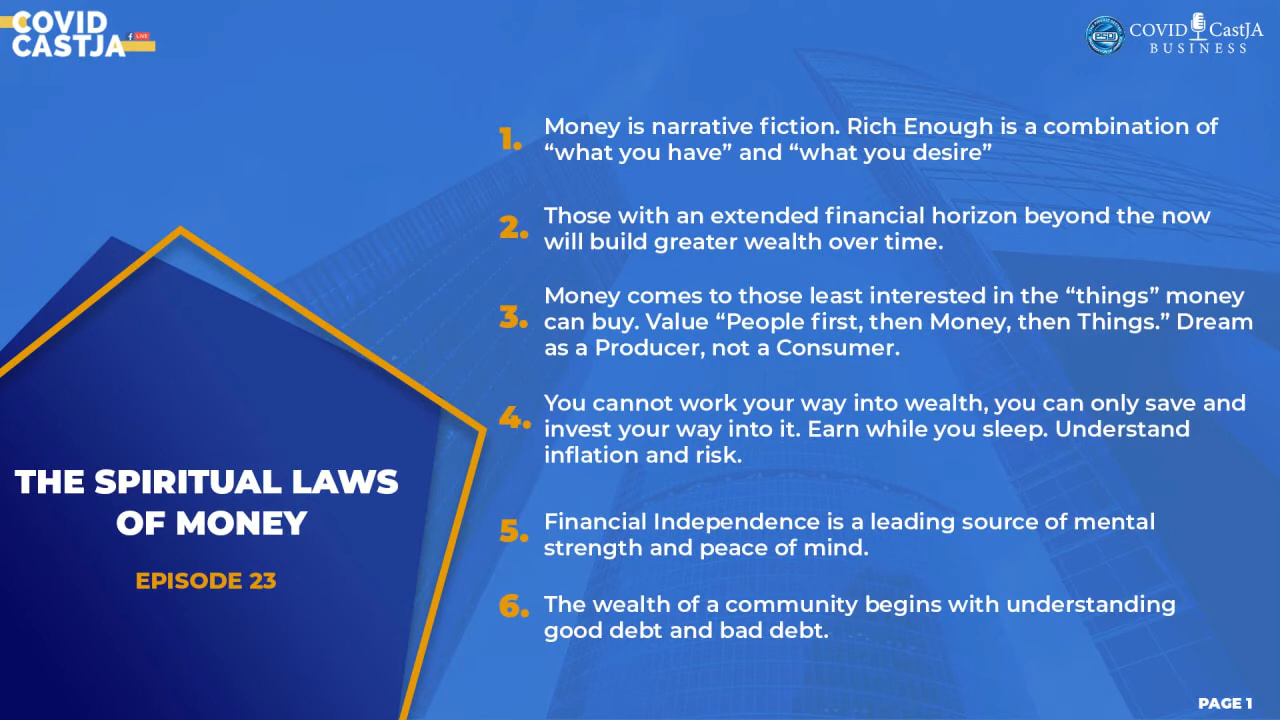 COVID
CASTJA
LIVE
COVID CastJA
BUSINESS
1. Money is narrative fiction. Rich Enough is a combination of
“what you have” and “what you desire”
2. Those with an extended financial horizon beyond the now
will build greater wealth over time.
3. Money comes to those least interested in the “things” money
can buy. Value “People first, then Money, then Things.” Dream
as a Producer, not a Consumer.
4. You cannot work your way into wealth, you can only save and
invest your way into it. Earn while you sleep. Understand
inflation and risk.
5. Financial Independence is a leading source of mental
strength and peace of mind.
6. The wealth of a community begins with understanding
good debt and bad debt.
THE SPIRITUAL LAWS
OF MONEY
EPISODE 23
PAGE 1